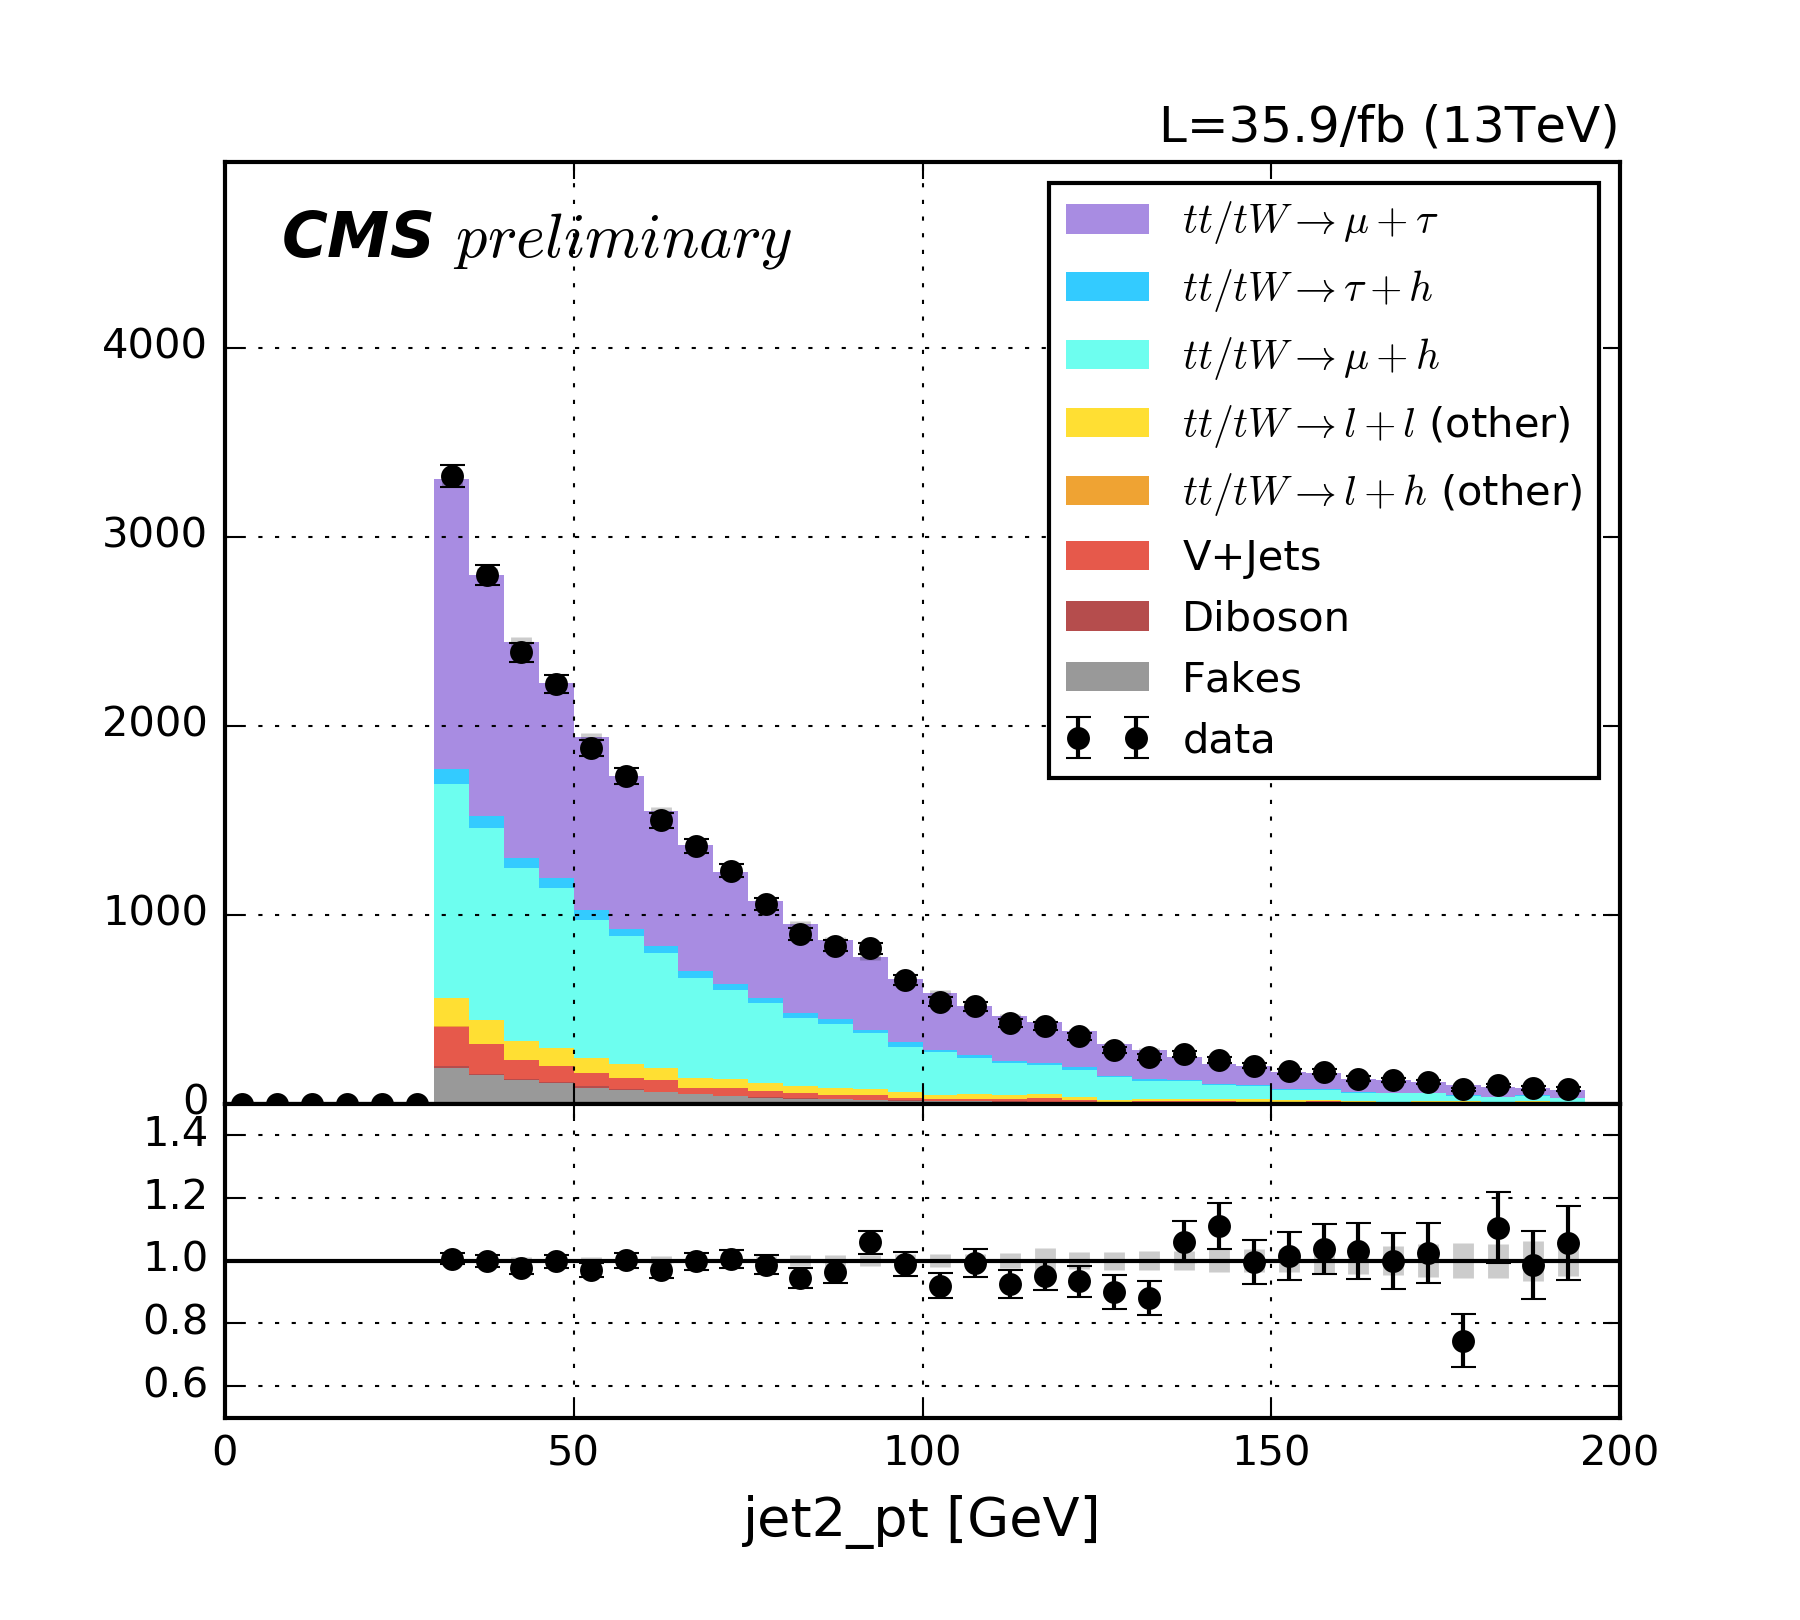 L=35.9/fb (13TeV)
CMS preliminary
tt/tW→μ+τ
tt/tW→τ+h
tt/tW→μ+h
tt/tW→l+l (other)
tt/tW→l+h (other)
V+Jets
Diboson
Fakes
data
4000
3000
2000
1000
0
1.4
1.2
1.0
0.8
0.6
0 50 100 150 200
jet2_pt [GeV]